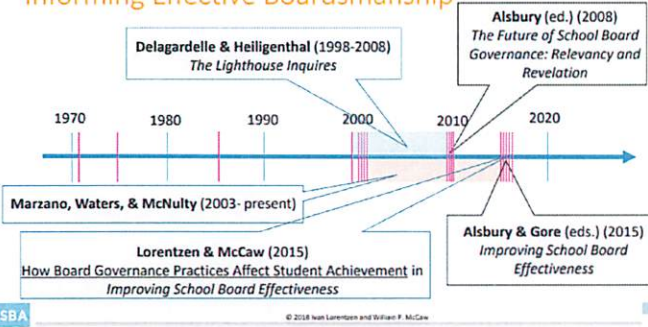 Informing Effective Boardsmanship
Alsbury (ed.) (2008)
The Future of School Board
Governance: Relevancy and
Revelation
Delagardelle & Heiligenthal (1998-2008)
The Lighthouse Inquires
1970
1980
1990
2000
2010
2020
Marzano, Waters, & McNulty (2003- present)
Lorentzen & McCaw (2015)
How Board Governance Practices Affect Student Achievement in
Improving School Board Effectiveness
Alsbury & Gore (eds.) (2015)
Improving School Board
Effectiveness
SBA
© 2018 Ivan Lorentzen and William P. McCaw